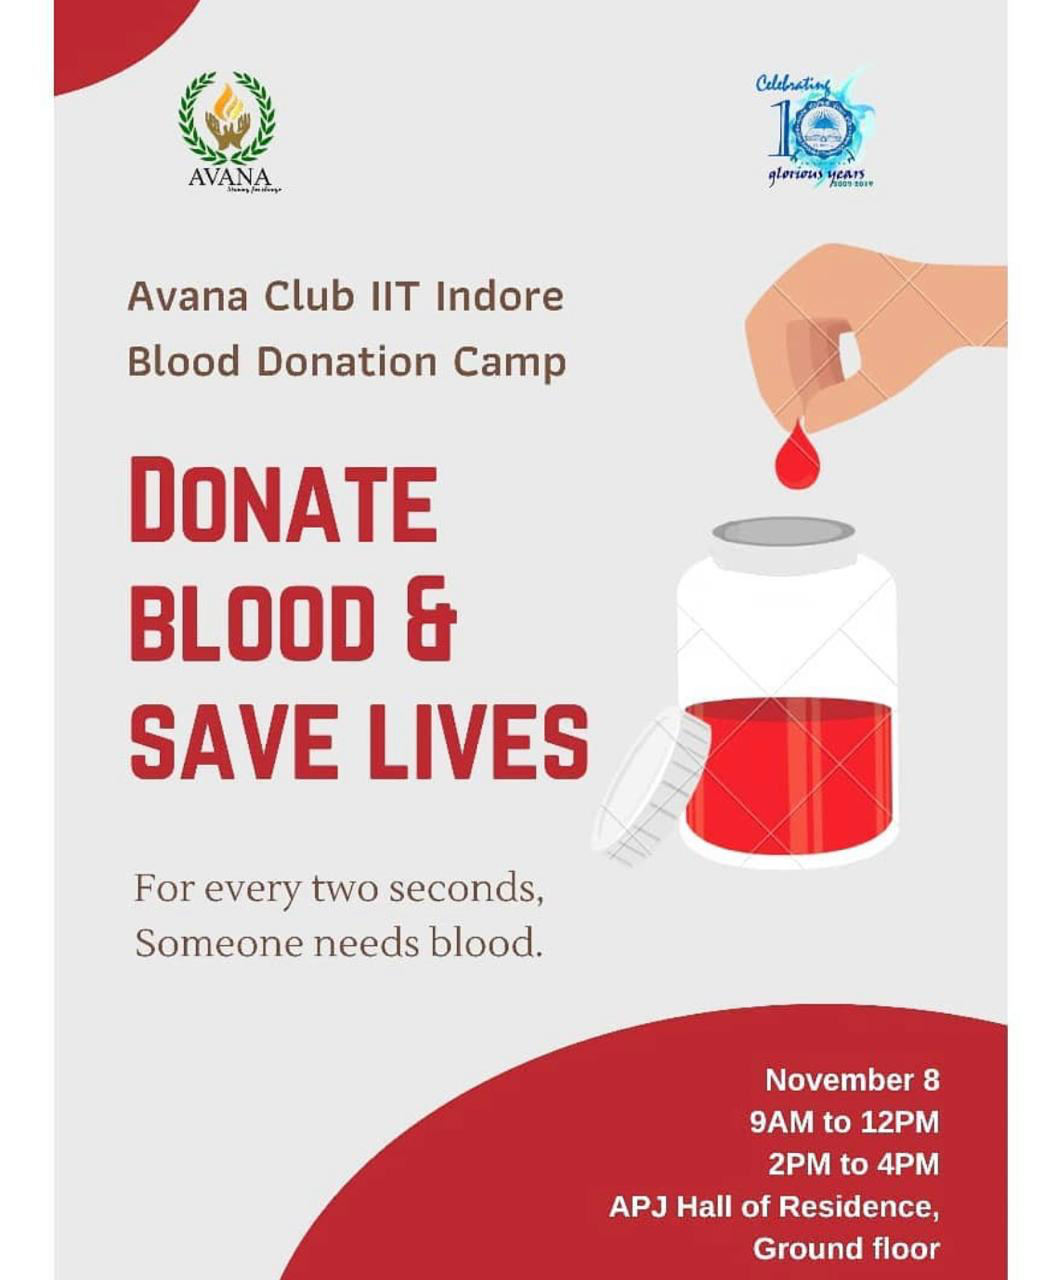 AVANA
Celebrating
10
glorious years
2009-2019
Avana Club IIT Indore
Blood Donation Camp
DONATE
BLOOD &
SAVE LIVES
For every two seconds,
Someone needs blood.
November 8
9AM to 12PM
2PM to 4PM
APJ Hall of Residence,
Ground floor